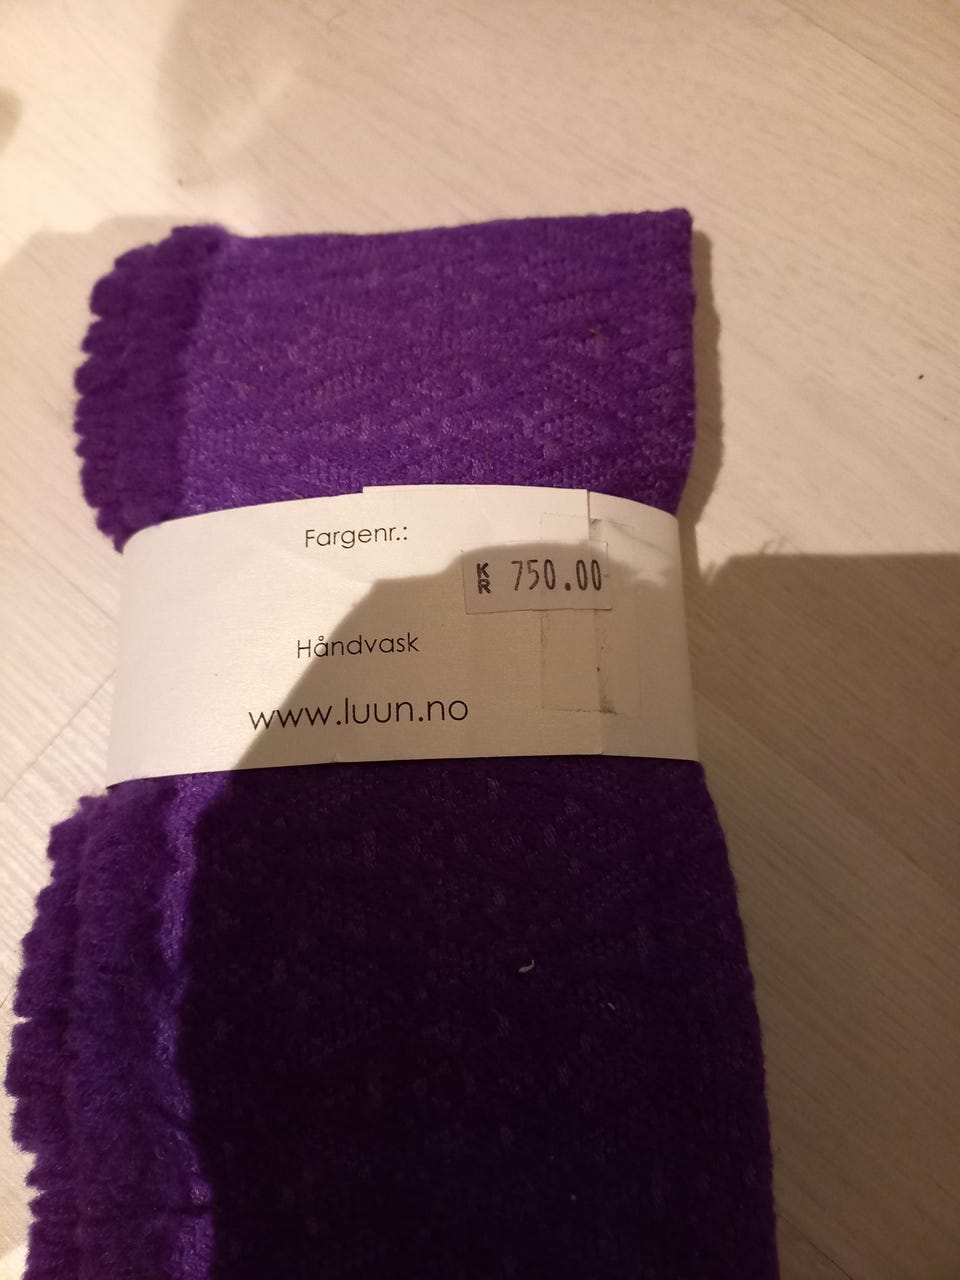 Fargenr.:
KR 750.00
Håndvask
www.luun.no